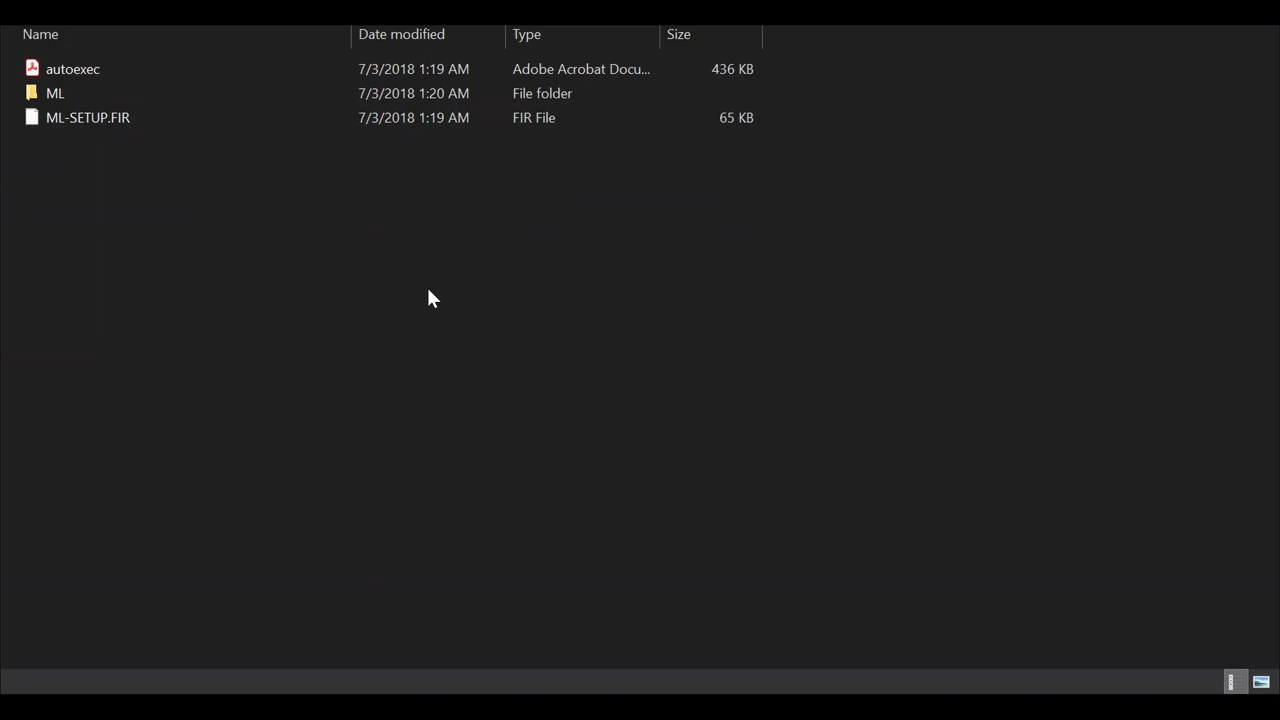 Name Date modified Type Size
autoexec 7/3/2018 1:19 AM Adobe Acrobat Docu... 436 KB
ML 7/3/2018 1:20 AM File folder
ML-SETUP.FIR 7/3/2018 1:19 AM FIR File 65 KB